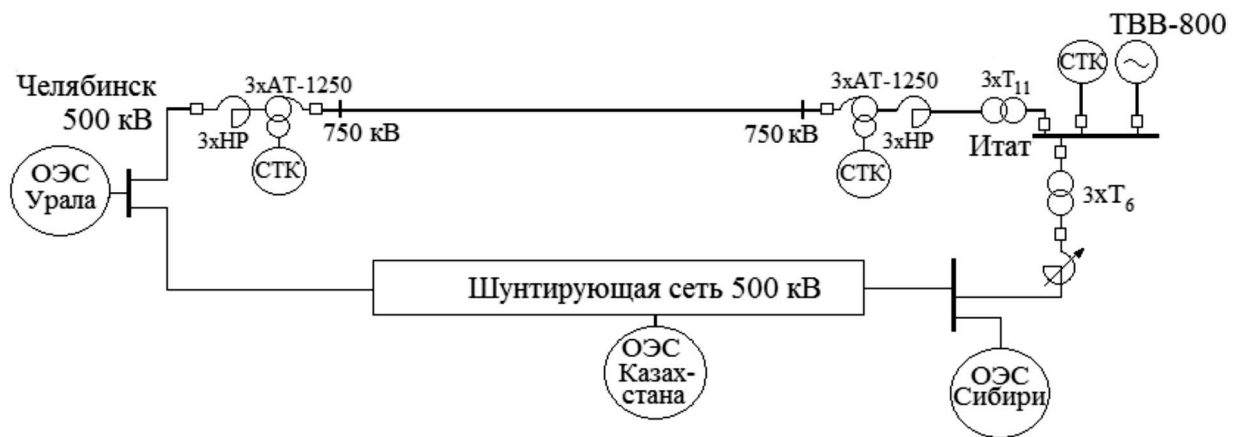 ТВВ-800
Челябинск
500 кВ
3хАТ-1250
3хНР
СТК
750 кВ
750 кВ
3хАТ-1250
3хНР
СТК
3хТ11
СТК
Итат
3хТ6
ОЭС
Урала
Шунтирующая сеть 500 кВ
ОЭС
Казах-
стана
ОЭС
Сибири